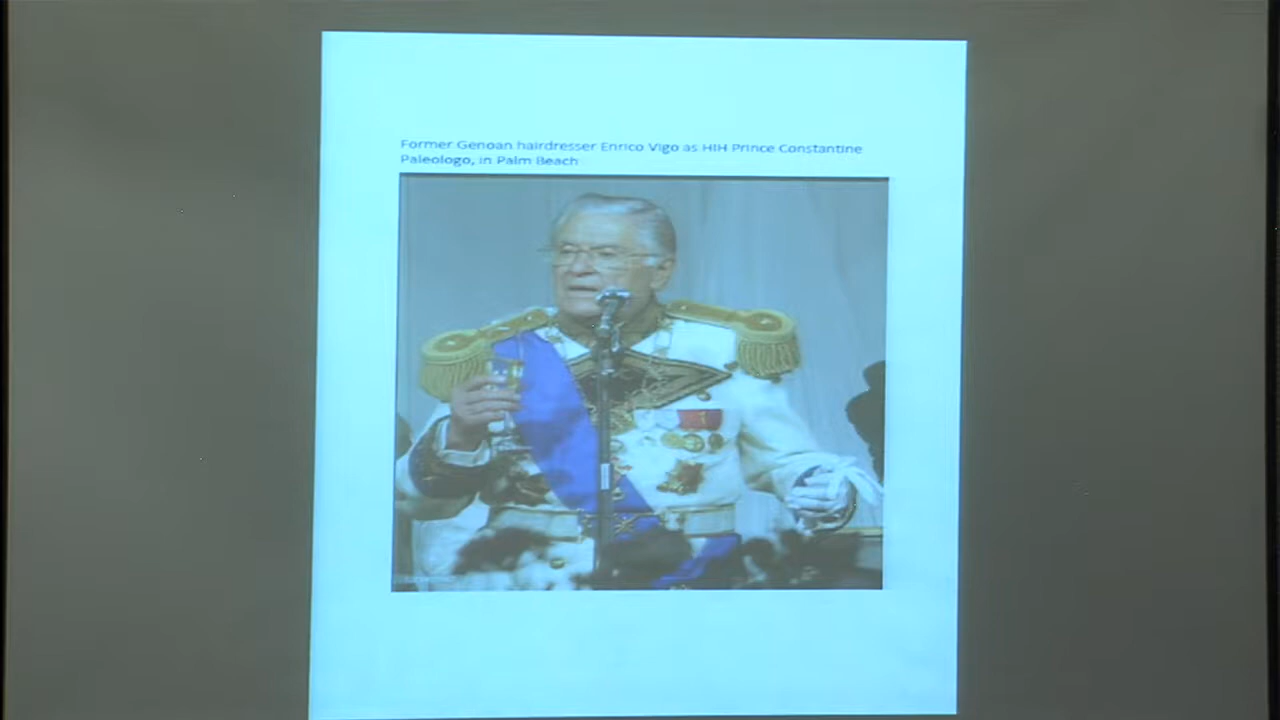 Former Genoan hairdresser Enrico Vigo as HIH Prince Constantine
Paleologo, in Palm Beach